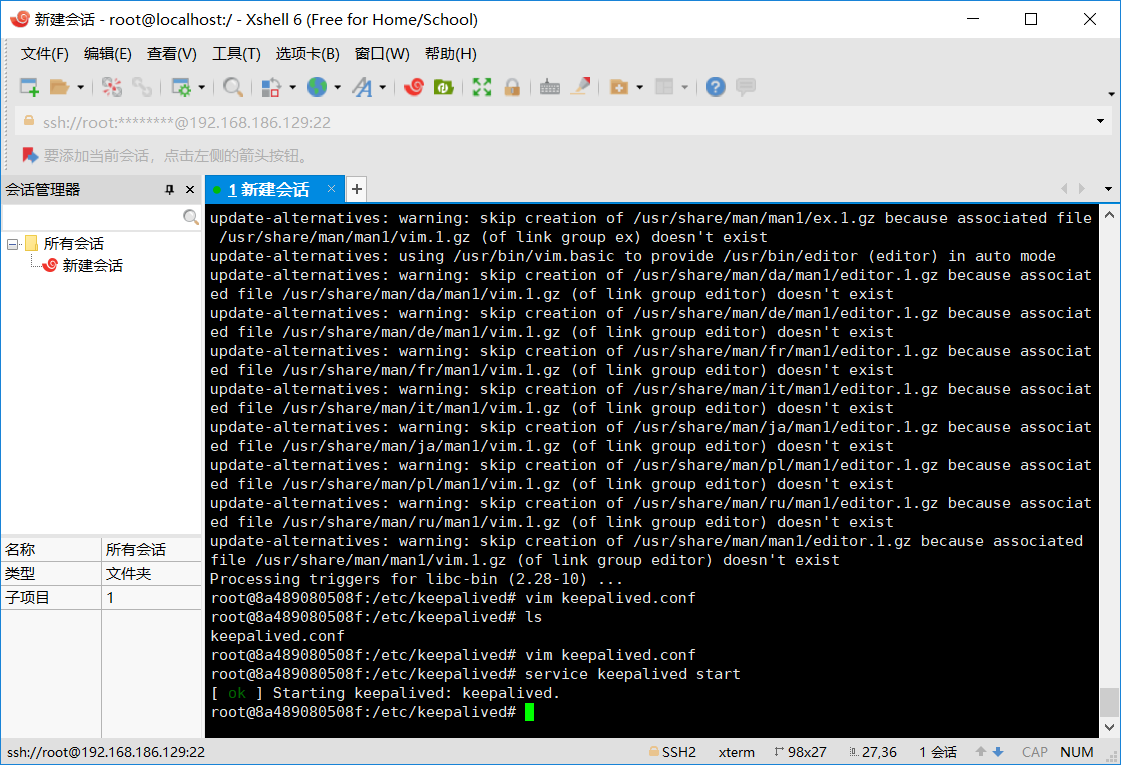 新建会话 - root@localhost:/ - Xshell 6 (Free for Home/School)
文件(F) 编辑(E) 查看(V) 工具(T) 选项卡(B) 窗口(W) 帮助(H)
ssh://root:********@192.168.186.129:22
要添加当前会话，点击左侧的箭头按钮。
会话管理器
1 新建会话
所有会话
新建会话
名称 所有会话
类型 文件夹
子项目 1
update-alternatives: warning: skip creation of /usr/share/man/man1/ex.1.gz because associated file
/usr/share/man/man1/vim.1.gz (of link group ex) doesn't exist
update-alternatives: using /usr/bin/vim.basic to provide /usr/bin/editor (editor) in auto mode
update-alternatives: warning: skip creation of /usr/share/man/da/man1/editor.1.gz because associat
ed file /usr/share/man/da/man1/vim.1.gz (of link group editor) doesn't exist
update-alternatives: warning: skip creation of /usr/share/man/de/man1/editor.1.gz because associat
ed file /usr/share/man/de/man1/vim.1.gz (of link group editor) doesn't exist
update-alternatives: warning: skip creation of /usr/share/man/fr/man1/editor.1.gz because associat
ed file /usr/share/man/fr/man1/vim.1.gz (of link group editor) doesn't exist
update-alternatives: warning: skip creation of /usr/share/man/it/man1/editor.1.gz because associat
ed file /usr/share/man/it/man1/vim.1.gz (of link group editor) doesn't exist
update-alternatives: warning: skip creation of /usr/share/man/ja/man1/editor.1.gz because associat
ed file /usr/share/man/ja/man1/vim.1.gz (of link group editor) doesn't exist
update-alternatives: warning: skip creation of /usr/share/man/pl/man1/editor.1.gz because associat
ed file /usr/share/man/pl/man1/vim.1.gz (of link group editor) doesn't exist
update-alternatives: warning: skip creation of /usr/share/man/ru/man1/editor.1.gz because associat
ed file /usr/share/man/ru/man1/vim.1.gz (of link group editor) doesn't exist
update-alternatives: warning: skip creation of /usr/share/man/man1/editor.1.gz because associated
file /usr/share/man/man1/vim.1.gz (of link group editor) doesn't exist
Processing triggers for libc-bin (2.28-10) ...
root@8a489080508f:/etc/keepalived# vim keepalived.conf
root@8a489080508f:/etc/keepalived# ls
keepalived.conf
root@8a489080508f:/etc/keepalived# vim keepalived.conf
root@8a489080508f:/etc/keepalived# service keepalived start
[ ok ] Starting keepalived: keepalived.
root@8a489080508f:/etc/keepalived#
ssh://root@192.168.186.129:22 SSH2 xterm 98x27 27,36 1 会话 CAP NUM